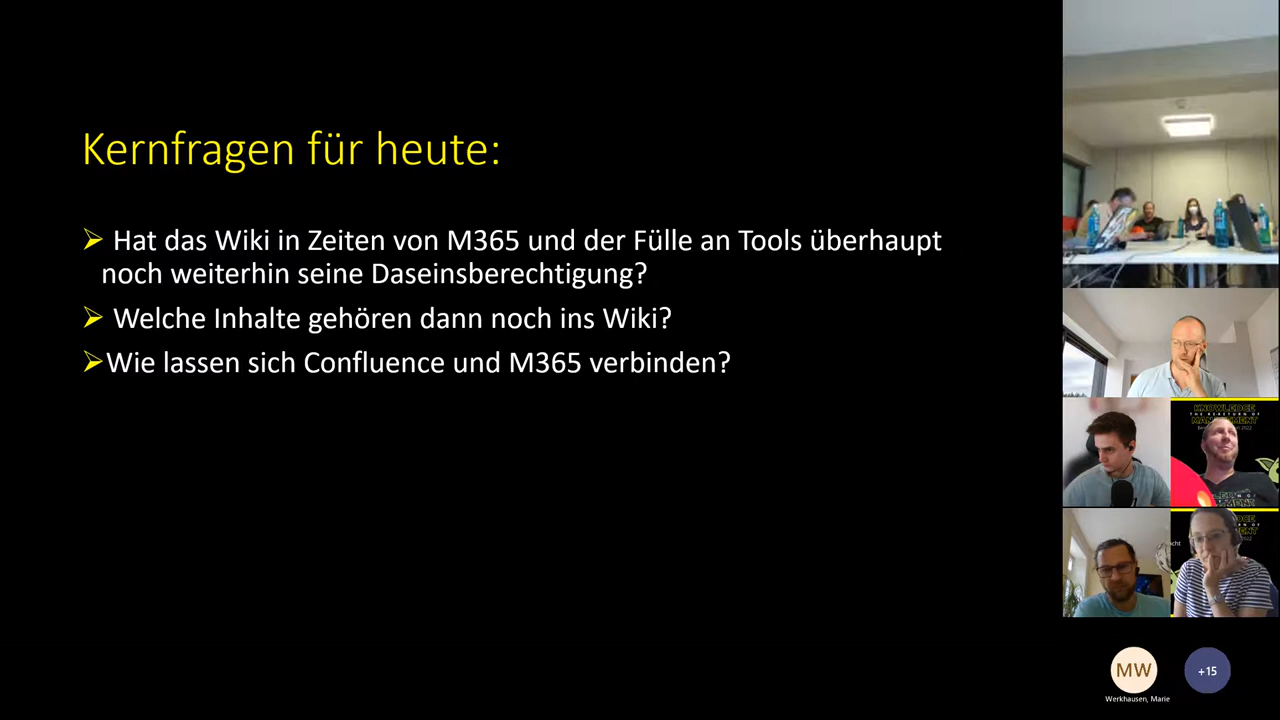 Kernfragen für heute:
➢ Hat das Wiki in Zeiten von M365 und der Fülle an Tools überhaupt
noch weiterhin seine Daseinsberechtigung?
➢ Welche Inhalte gehören dann noch ins Wiki?
➢Wie lassen sich Confluence und M365 verbinden?
KNOWLEDGE
2022
MW
+15
Werkhausen, Marie